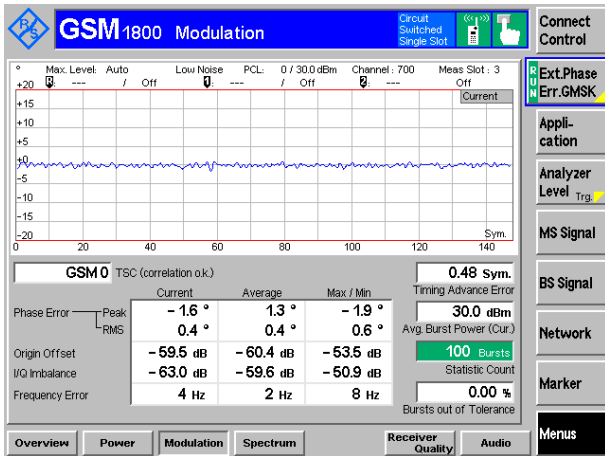 R&S
GSM 1800 Modulation
Circuit
Switched
Single Slot
Connect
Control
° Max. Level: Auto Low Noise PCL: 0 / 30.0 dBm Channel : 700 Meas Slot : 3
R: --- / Off 1: --- / Off 2: --- Off
Current
+20
+15
+10
+5
+0
-5
-10
-15
-20
Sym.
0 20 40 60 80 100 120 140
RUN
Ext.Phase
Err.GMSK
Appli-
cation
Analyzer
Level Trg.
MS Signal
BS Signal
Network
Marker
Menus
GSM 0 TSC (correlation o.k.)
0.48 Sym.
Timing Advance Error
Current Average Max / Min
Phase Error Peak - 1.6 ° 1.3 ° - 1.9 °
30.0 dBm
RMS 0.4 ° 0.4 ° 0.6 °
Avg. Burst Power (Cur.)
Origin Offset - 59.5 dB - 60.4 dB - 53.5 dB
100 Bursts
I/Q Imbalance - 63.0 dB - 59.6 dB - 50.9 dB
Statistic Count
Frequency Error 4 Hz 2 Hz 8 Hz
0.00 %
Bursts out of Tolerance
Overview Power Modulation Spectrum Receiver Quality Audio